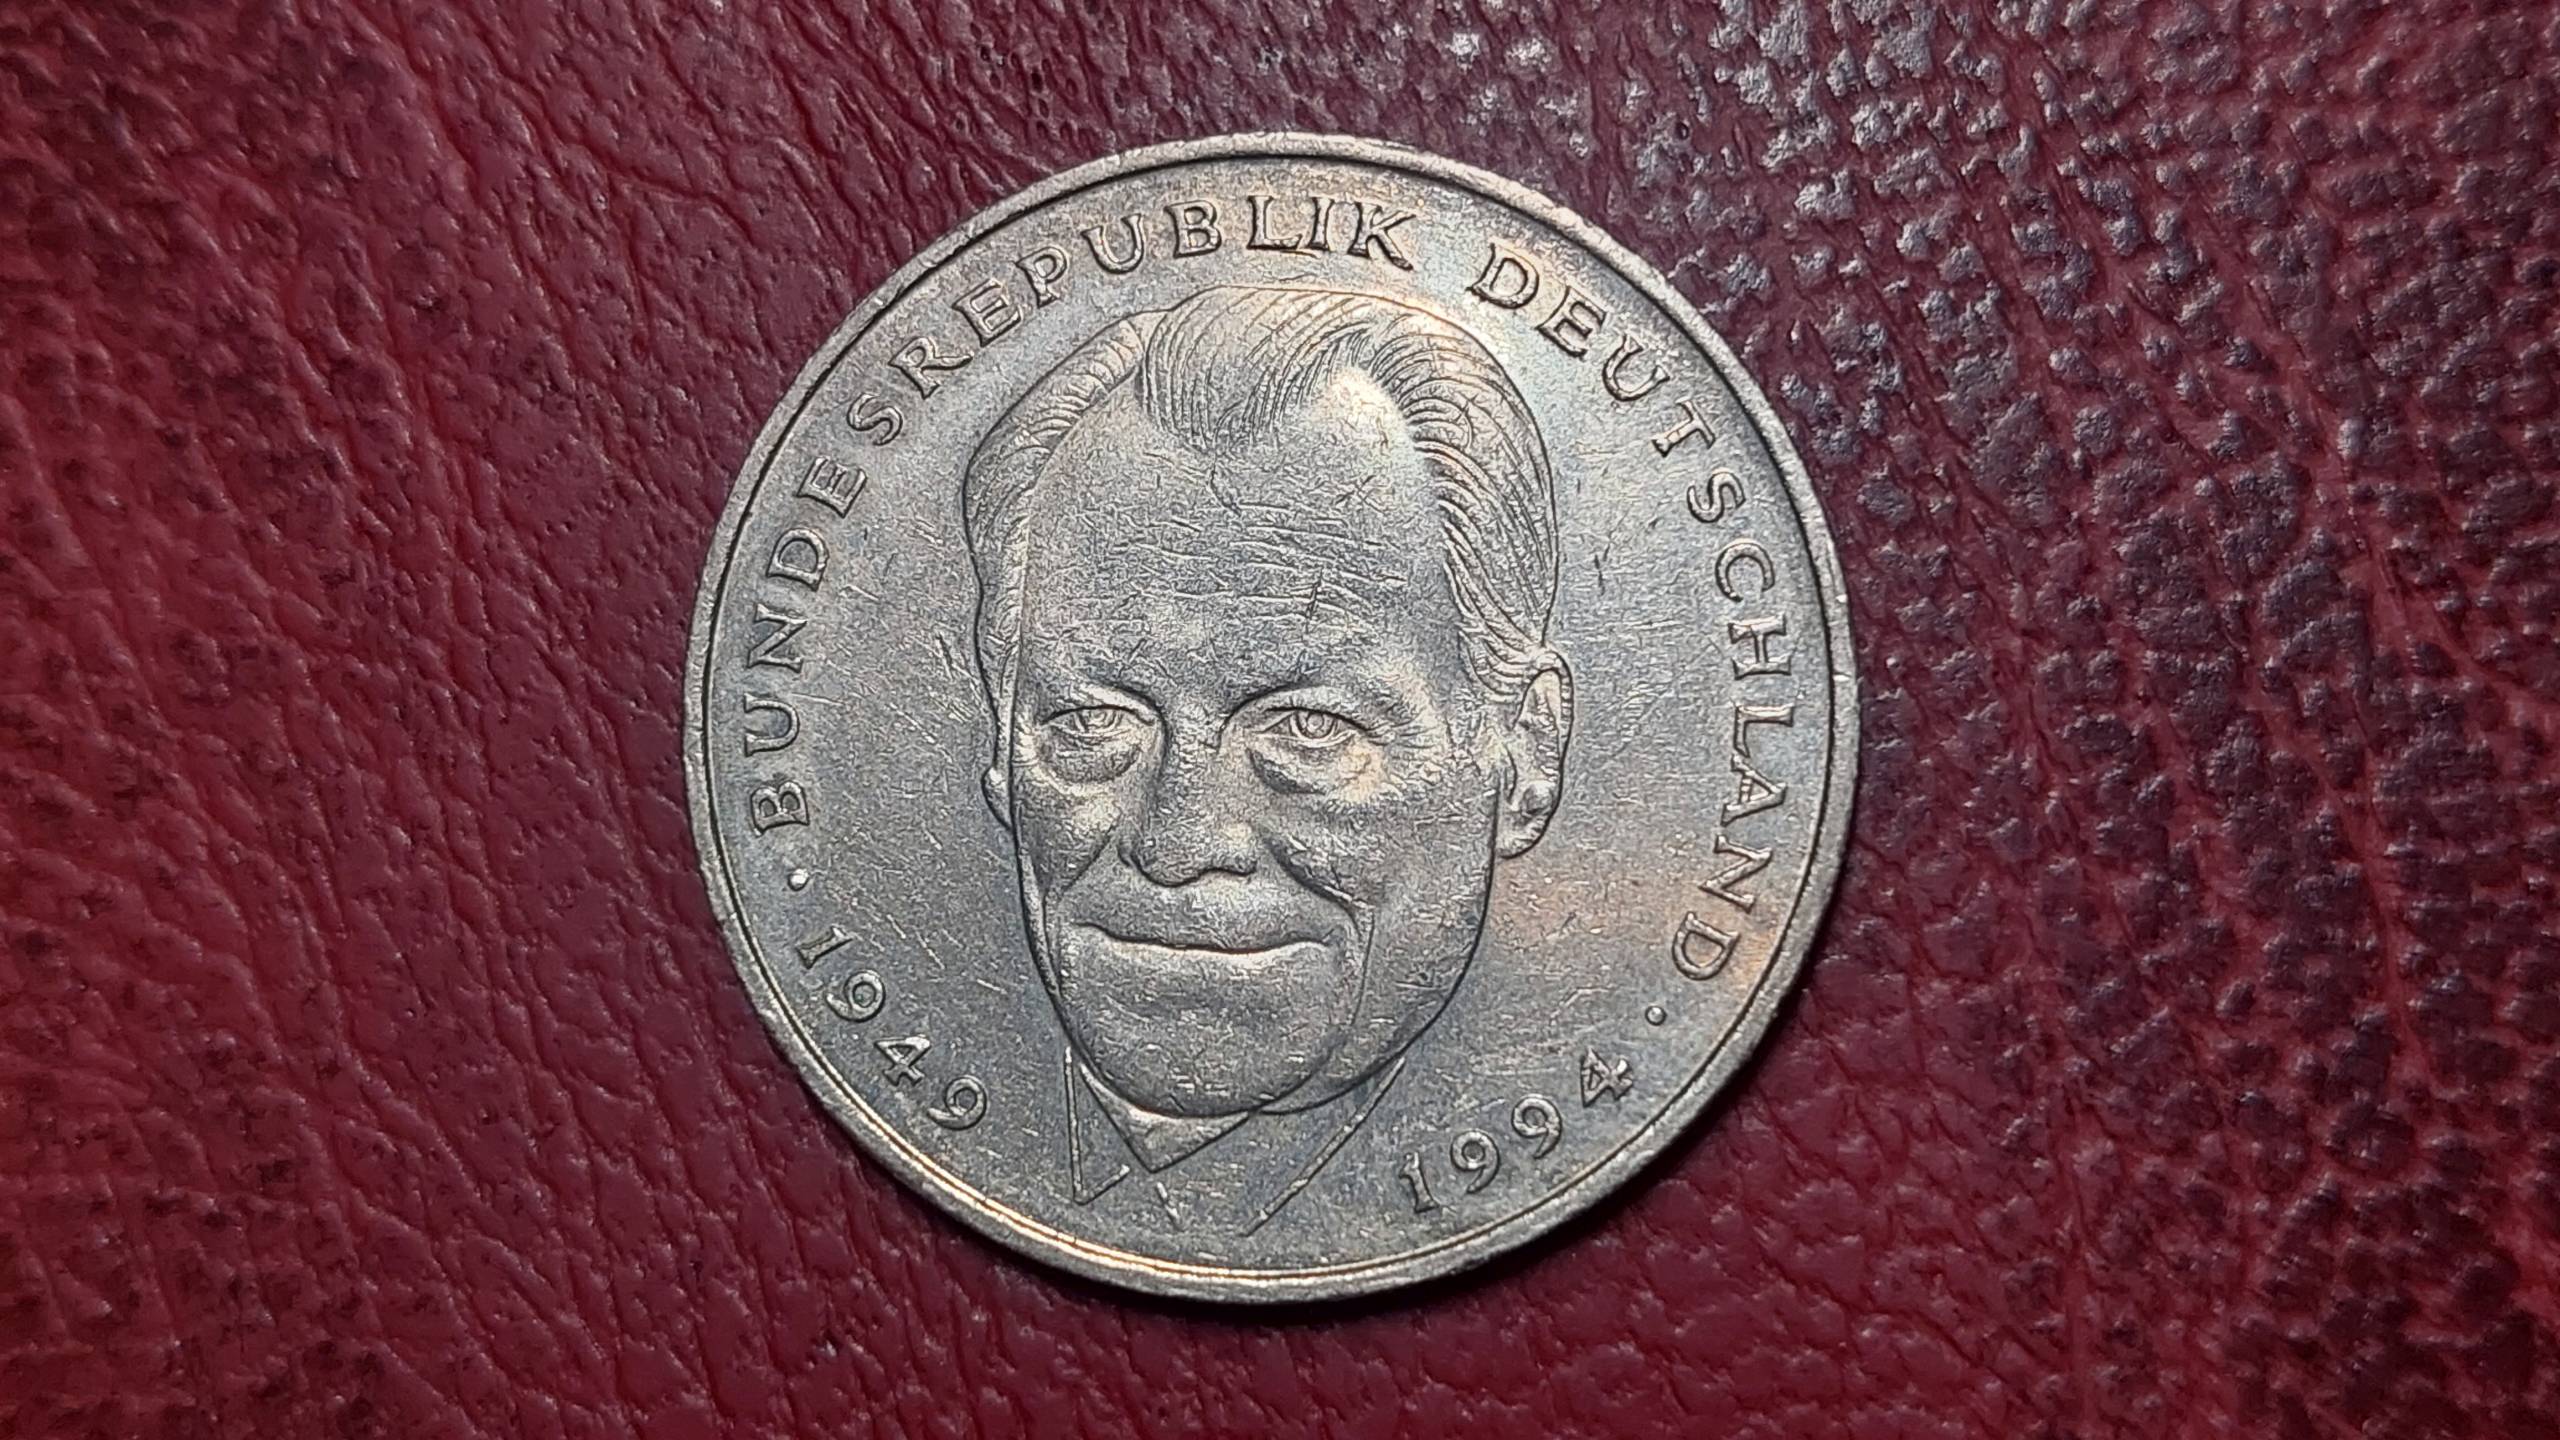 · BUNDESREPUBLIK DEUTSCHLAND ·
1949 1994